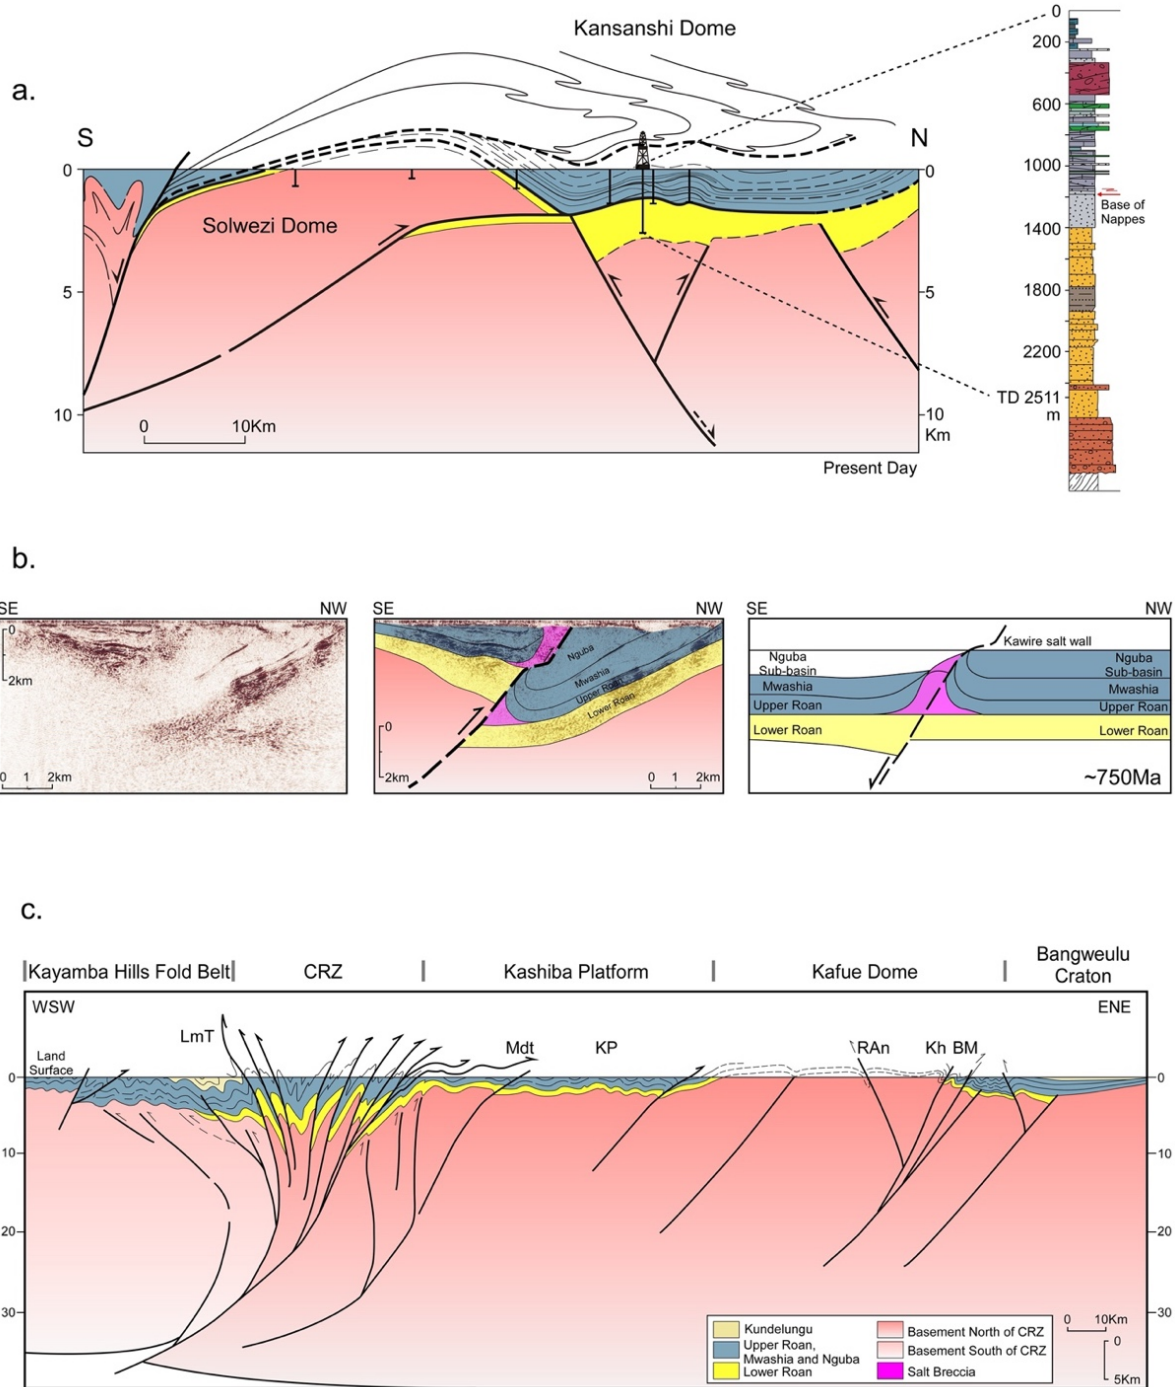 a.
Kansanshi Dome
S
N
0
0
Solwezi Dome
5
5
10
10
Km
0 10Km
Present Day
0
200
600
1000
Base of
Nappes
1400
1800
2200
TD 2511
m
b.
SE NW
0
2km
0 1 2km
SE NW
Nguba
Mwashia
Upper Roan
Lower Roan
0
2km
0 1 2km
SE NW
Kawire salt wall
Nguba
Sub-basin
Mwashia
Upper Roan
Lower Roan
Nguba
Sub-basin
Mwashia
Upper Roan
Lower Roan
~750Ma
c.
Kayamba Hills Fold Belt
CRZ
Kashiba Platform
Kafue Dome
Bangweulu
Craton
WSW
ENE
LmT
Mdt
KP
RAn
Kh
BM
Land
Surface
0
0
10
10
20
20
30
30
Kundelungu
Upper Roan,
Mwashia and Nguba
Lower Roan
Basement North of CRZ
Basement South of CRZ
Salt Breccia
0 10Km
0
5Km